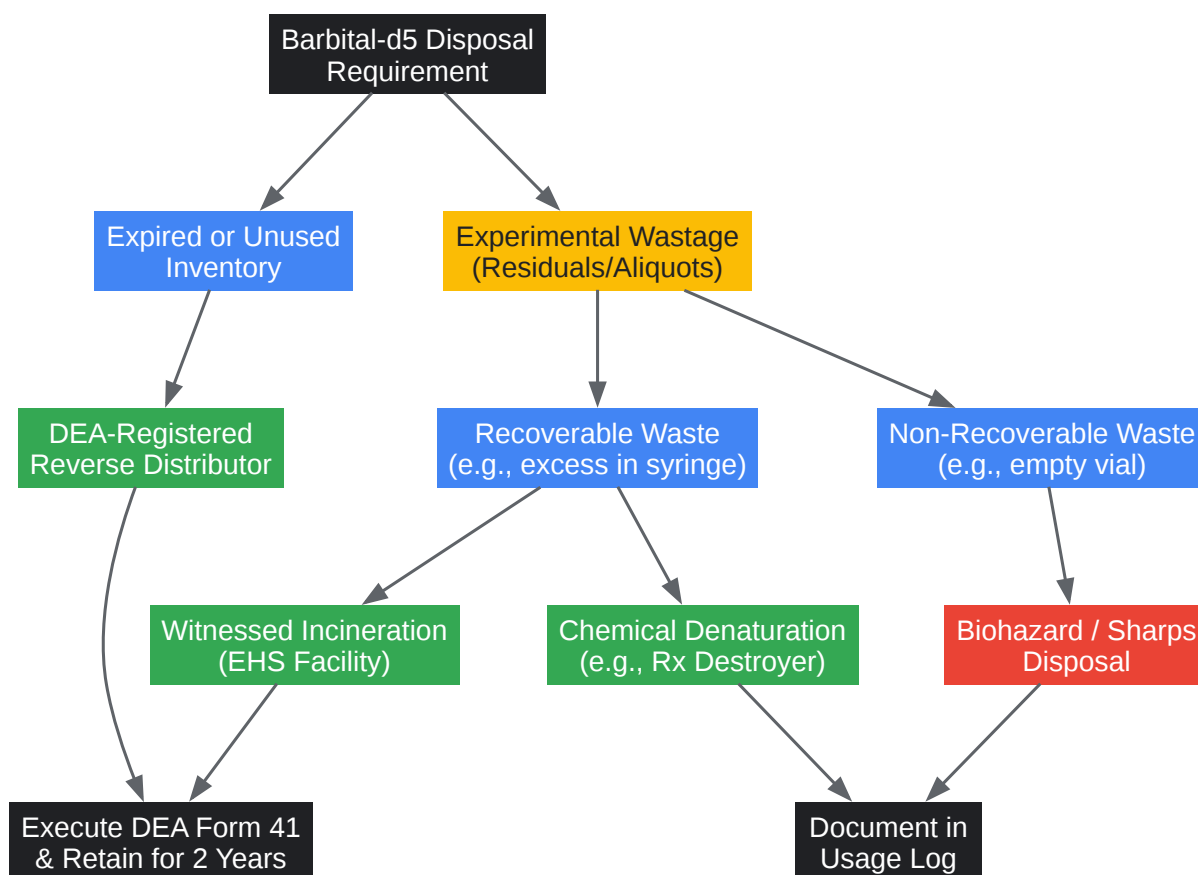 Barbital-d5 Disposal
Requirement
Expired or Unused
Inventory
Experimental Wastage
(Residuals/Aliquots)
DEA-Registered
Reverse Distributor
Recoverable Waste
(e.g., excess in syringe)
Non-Recoverable Waste
(e.g., empty vial)
Witnessed Incineration
(EHS Facility)
Chemical Denaturation
(e.g., Rx Destroyer)
Biohazard / Sharps
Disposal
Execute DEA Form 41
& Retain for 2 Years
Document in
Usage Log